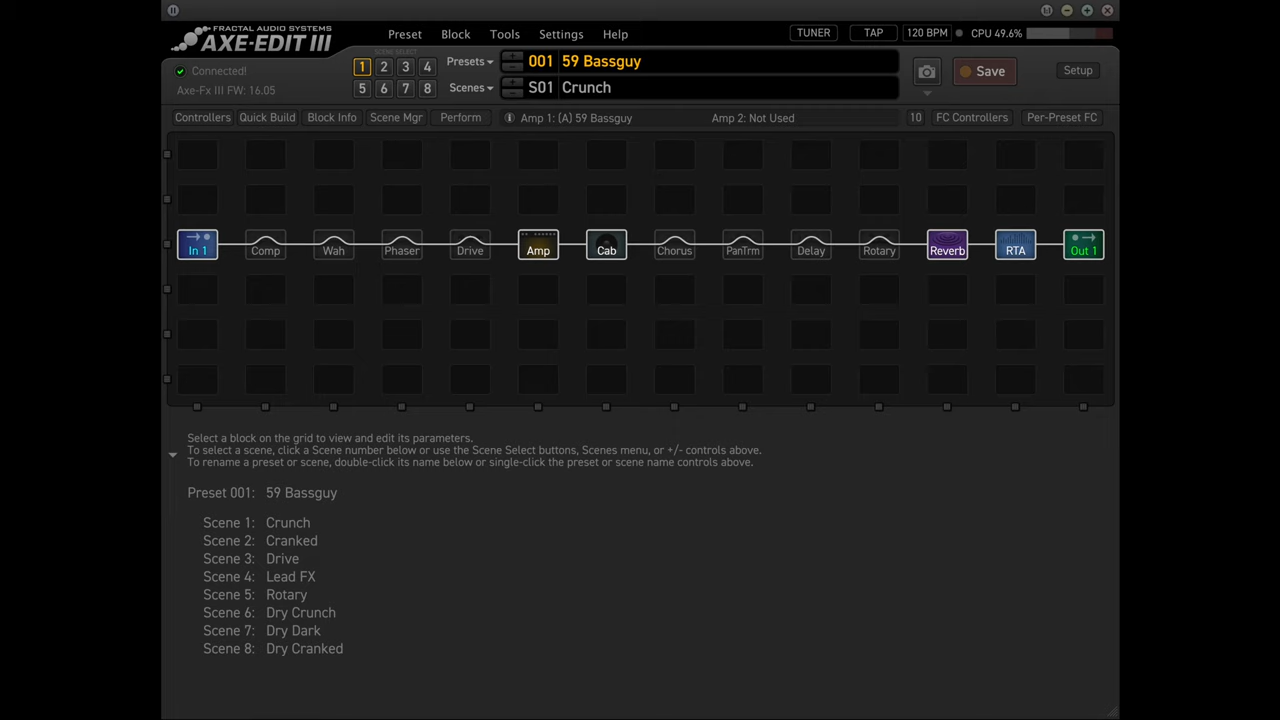 FRACTAL AUDIO SYSTEMS
AXE-EDIT III
Preset Block Tools Settings Help
TUNER TAP 120 BPM CPU 49.6%
SCENE SELECT
1 2 3 4
5 6 7 8
Presets 001 59 Bassguy
Scenes S01 Crunch
Save
Setup
Connected!
Axe-Fx III FW: 16.05
Controllers Quick Build Block Info Scene Mgr Perform Amp 1: (A) 59 Bassguy Amp 2: Not Used 10 FC Controllers Per-Preset FC
In 1 Comp Wah Phaser Drive Amp Cab Chorus PanTrm Delay Rotary Reverb RTA Out 1
Select a block on the grid to view and edit its parameters.
To select a scene, click a Scene number below or use the Scene Select buttons, Scenes menu, or +/- controls above.
To rename a preset or scene, double-click its name below or single-click the preset or scene name controls above.
Preset 001: 59 Bassguy
Scene 1: Crunch
Scene 2: Cranked
Scene 3: Drive
Scene 4: Lead FX
Scene 5: Rotary
Scene 6: Dry Crunch
Scene 7: Dry Dark
Scene 8: Dry Cranked